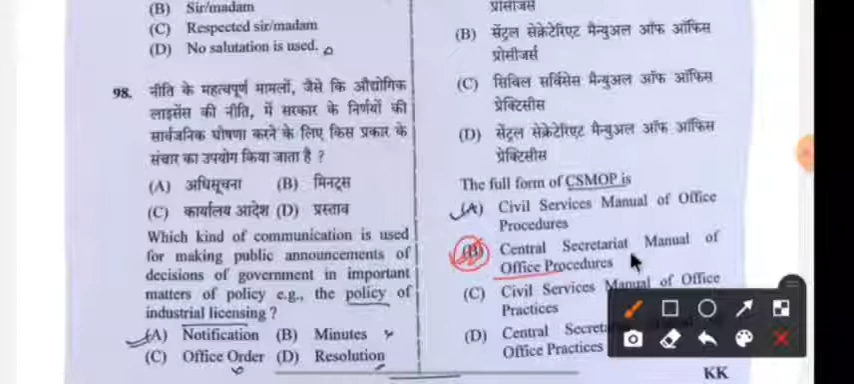 (B) Sir/madam
(C) Respected sir/madam
(D) No salutation is used.
98. नीति के महत्वपूर्ण मामलों, जैसे कि औद्योगिक
लाइसेंस की नीति, में सरकार के निर्णयों की
सार्वजनिक घोषणा करने के लिए किस प्रकार के
संचार का उपयोग किया जाता है ?
(A) अधिसूचना (B) मिनट्स
(C) कार्यालय आदेश (D) प्रस्ताव
Which kind of communication is used
for making public announcements of
decisions of government in important
matters of policy e.g., the policy of
industrial licensing ?
(A) Notification (B) Minutes
(C) Office Order (D) Resolution
प्रोसीजर्स
(B) सेंट्रल सेक्रेटेरिएट मैन्युअल ऑफ ऑफिस
प्रोसीजर्स
(C) सिविल सर्विसेस मैन्युअल ऑफ ऑफिस
प्रेक्टिसीस
(D) सेंट्रल सेक्रेटेरिएट मैन्युअल ऑफ ऑफिस
प्रेक्टिसीस
The full form of CSMOP is
(A) Civil Services Manual of Office
Procedures
(B) Central Secretariat Manual of
Office Procedures
(C) Civil Services Manual of Office
Practices
(D) Central
Office Practices
KK